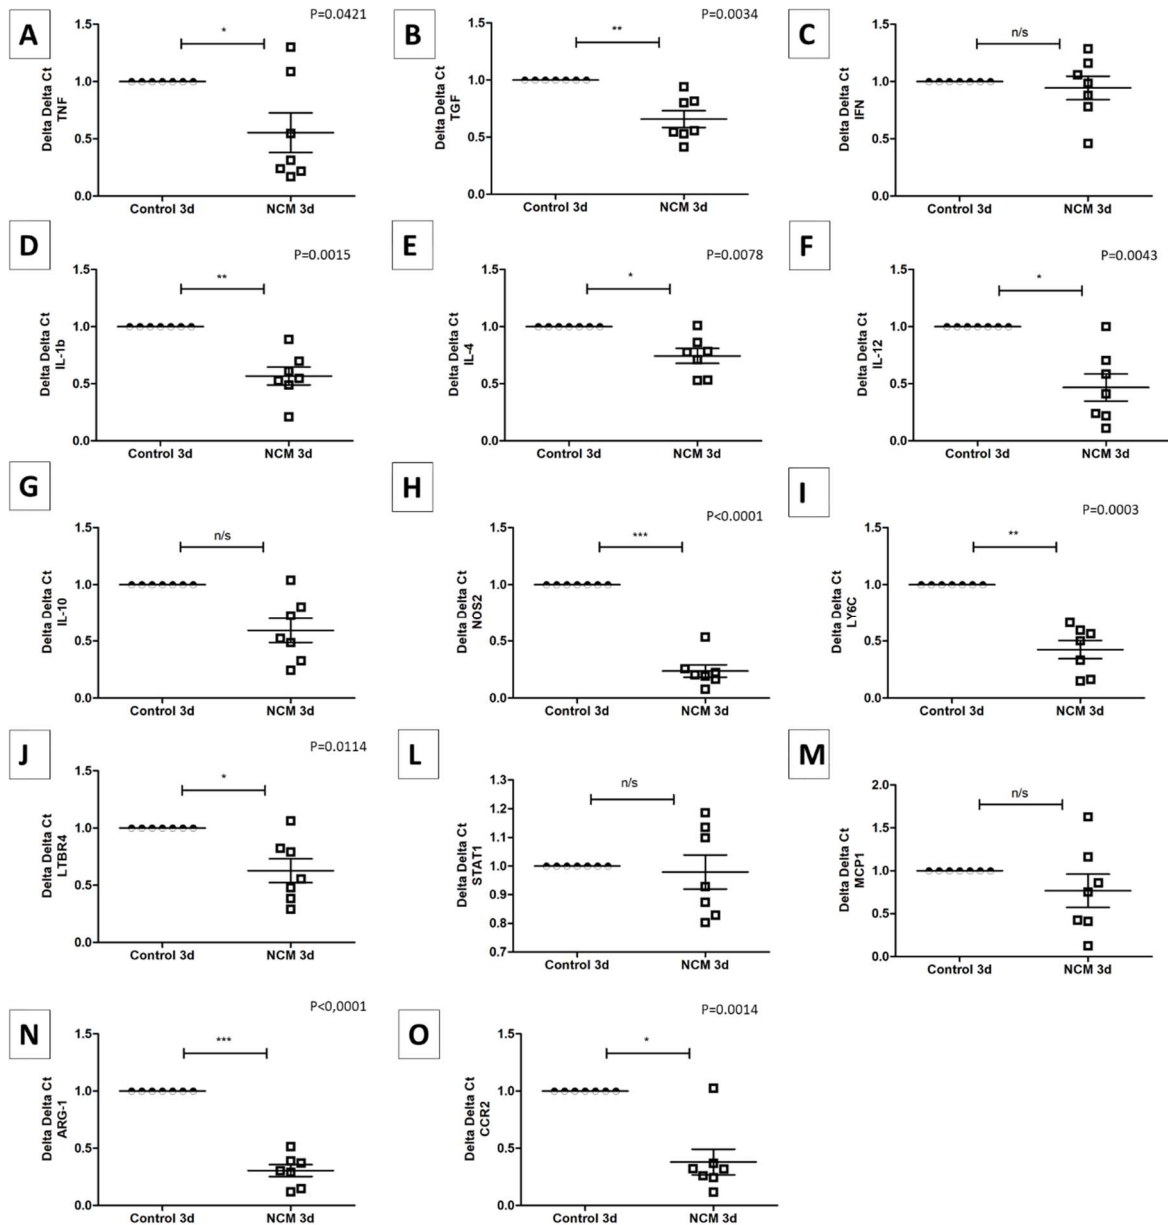 A
P=0.0421
*
Delta Delta Ct
TNF
1.5
1.0
0.5
0.0
Control 3d
NCM 3d
B
P=0.0034
**
Delta Delta Ct
TGF
1.5
1.0
0.5
0.0
Control 3d
NCM 3d
C
n/s
Delta Delta Ct
IFN
1.5
1.0
0.5
0.0
Control 3d
NCM 3d
D
P=0.0015
**
Delta Delta Ct
IL-1b
1.5
1.0
0.5
0.0
Control 3d
NCM 3d
E
P=0.0078
*
Delta Delta Ct
IL-4
1.5
1.0
0.5
0.0
Control 3d
NCM 3d
F
P=0.0043
*
Delta Delta Ct
IL-12
1.5
1.0
0.5
0.0
Control 3d
NCM 3d
G
n/s
Delta Delta Ct
IL-10
1.5
1.0
0.5
0.0
Control 3d
NCM 3d
H
P<0.0001
***
Delta Delta Ct
NOS2
1.5
1.0
0.5
0.0
Control 3d
NCM 3d
I
P=0.0003
**
Delta Delta Ct
LY6C
1.5
1.0
0.5
0.0
Control 3d
NCM 3d
J
P=0.0114
*
Delta Delta Ct
LTBR4
1.5
1.0
0.5
0.0
Control 3d
NCM 3d
L
n/s
Delta Delta Ct
STAT1
1.3
1.2
1.1
1.0
0.9
0.8
0.7
Control 3d
NCM 3d
M
n/s
Delta Delta Ct
MCP1
2.0
1.5
1.0
0.5
0.0
Control 3d
NCM 3d
N
P<0,0001
***
Delta Delta Ct
ARG-1
1.5
1.0
0.5
0.0
Control 3d
NCM 3d
O
P=0.0014
*
Delta Delta Ct
CCR2
1.5
1.0
0.5
0.0
Control 3d
NCM 3d